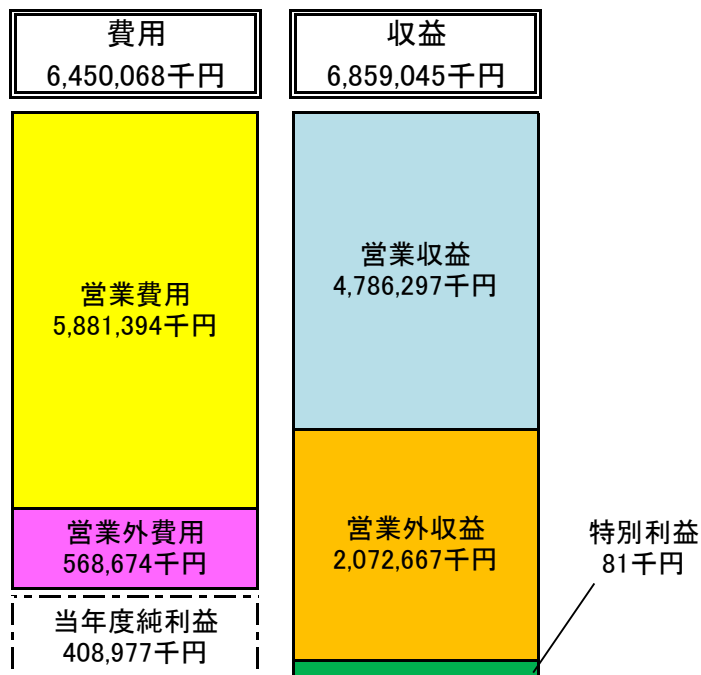 費用
6,450,068千円
収益
6,859,045千円
営業費用
5,881,394千円
営業外費用
568,674千円
当年度純利益
408,977千円
営業収益
4,786,297千円
営業外収益
2,072,667千円
特別利益
81千円